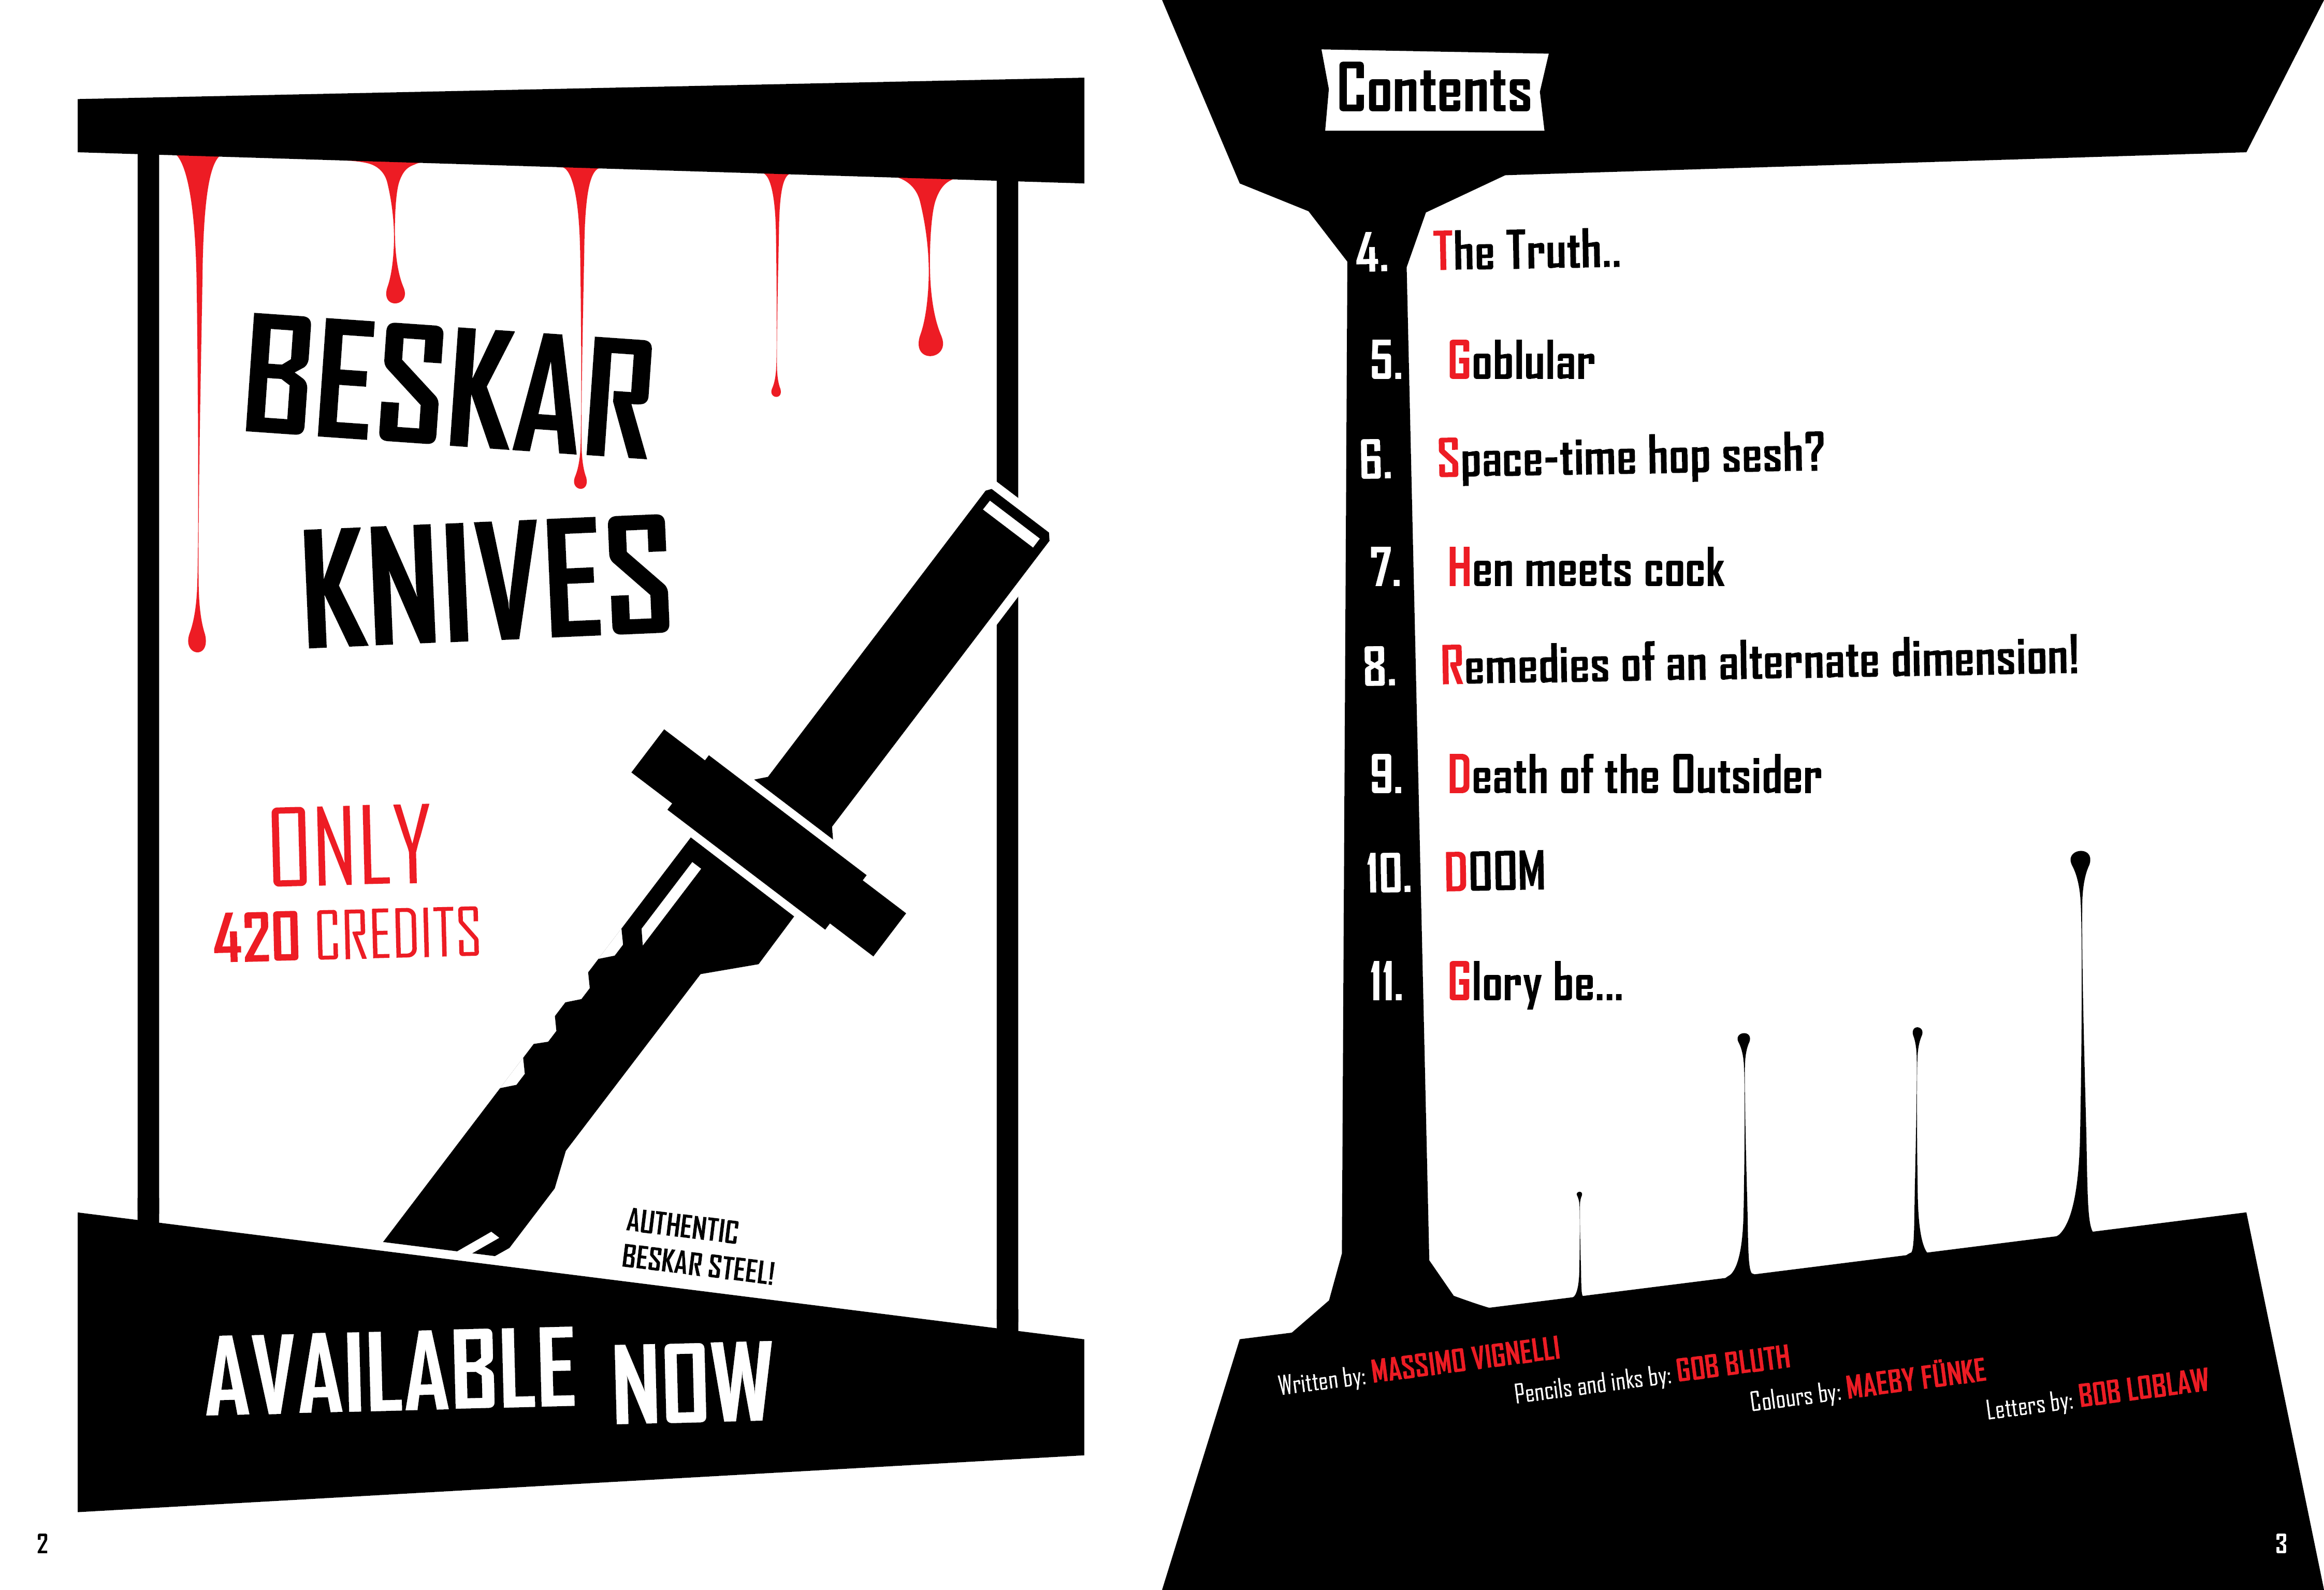 BESKAR
KNIVES
ONLY
420 CREDITS
AUTHENTIC
BESKAR STEEL!
AVAILABLE NOW
2
Contents
4. The Truth..
5. Goblular
6. Space-time hop sesh?
7. Hen meets cock
8. Remedies of an alternate dimension!
9. Death of the Outsider
10. DOOM
11. Glory be...
Written by: MASSIMO VIGNELLI
Pencils and inks by: GOB BLUTH
Colours by: MAEBY FÜNKE
Letters by: BOB LOBLAW
3